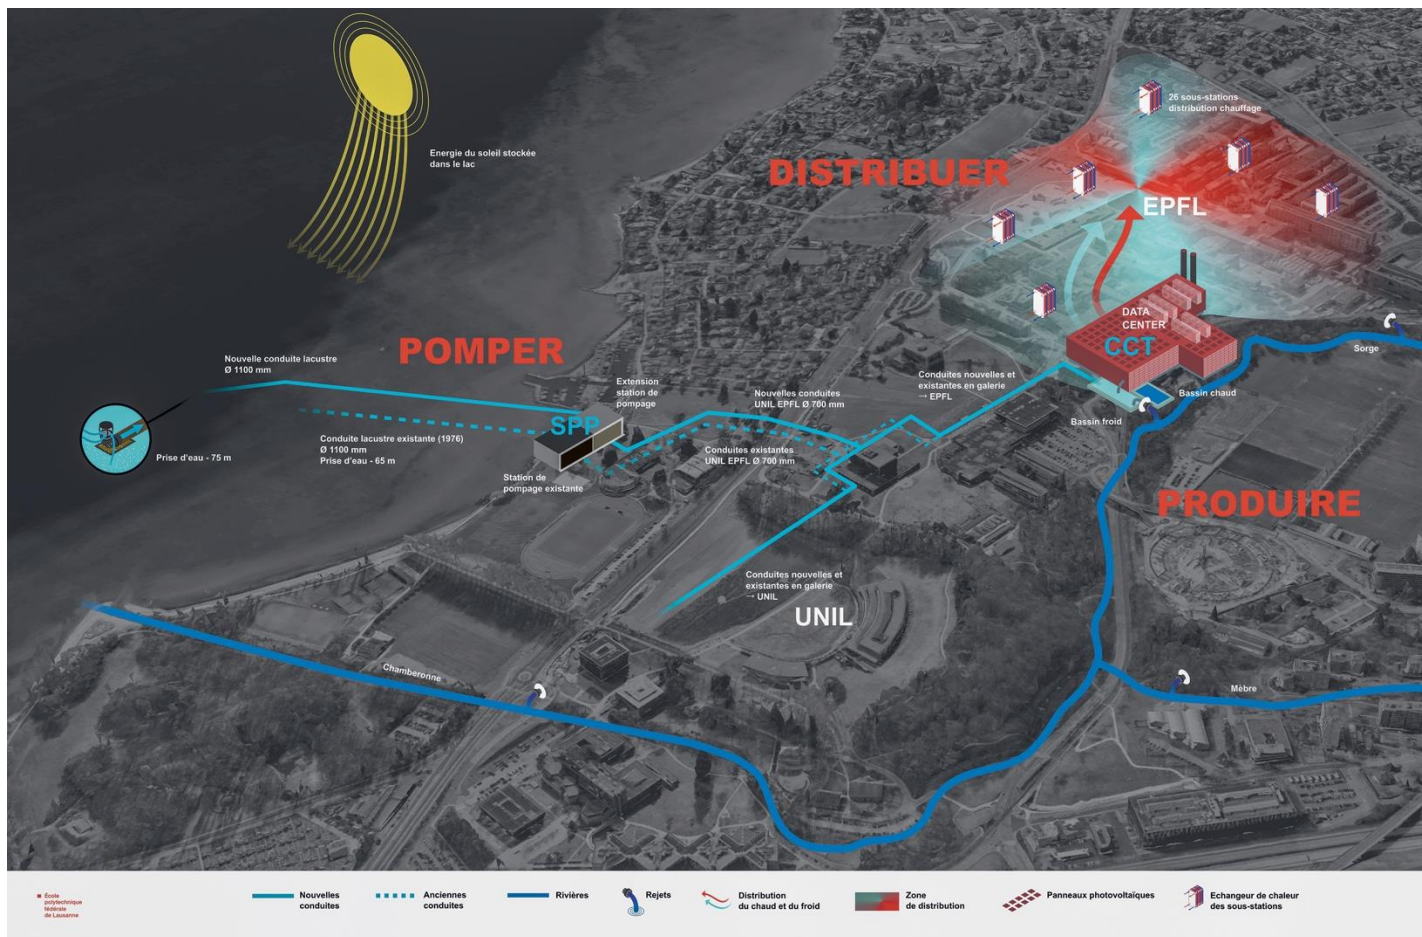 Energie du soleil stockée
dans le lac
26 sous-stations
distribution chauffage
DISTRIBUER
EPFL
DATA
CENTER
CCT
Sorge
Bassin chaud
Bassin froid
POMPER
Nouvelle conduite lacustre
Ø 1100 mm
Extension
station de
pompage
SPP
Nouvelles conduites
UNIL EPFL Ø 700 mm
Conduites nouvelles et
existantes en galerie
→ EPFL
Prise d'eau - 75 m
Conduite lacustre existante (1976)
Ø 1100 mm
Prise d'eau - 65 m
Station de
pompage existante
Conduites existantes
UNIL EPFL Ø 700 mm
PRODUIRE
Conduites nouvelles et
existantes en galerie
→ UNIL
UNIL
Chamberonne
Mèbre
École
polytechnique
fédérale
de Lausanne
Nouvelles
conduites
Anciennes
conduites
Rivières
Rejets
Distribution
du chaud et du froid
Zone
de distribution
Panneaux photovoltaïques
Echangeur de chaleur
des sous-stations